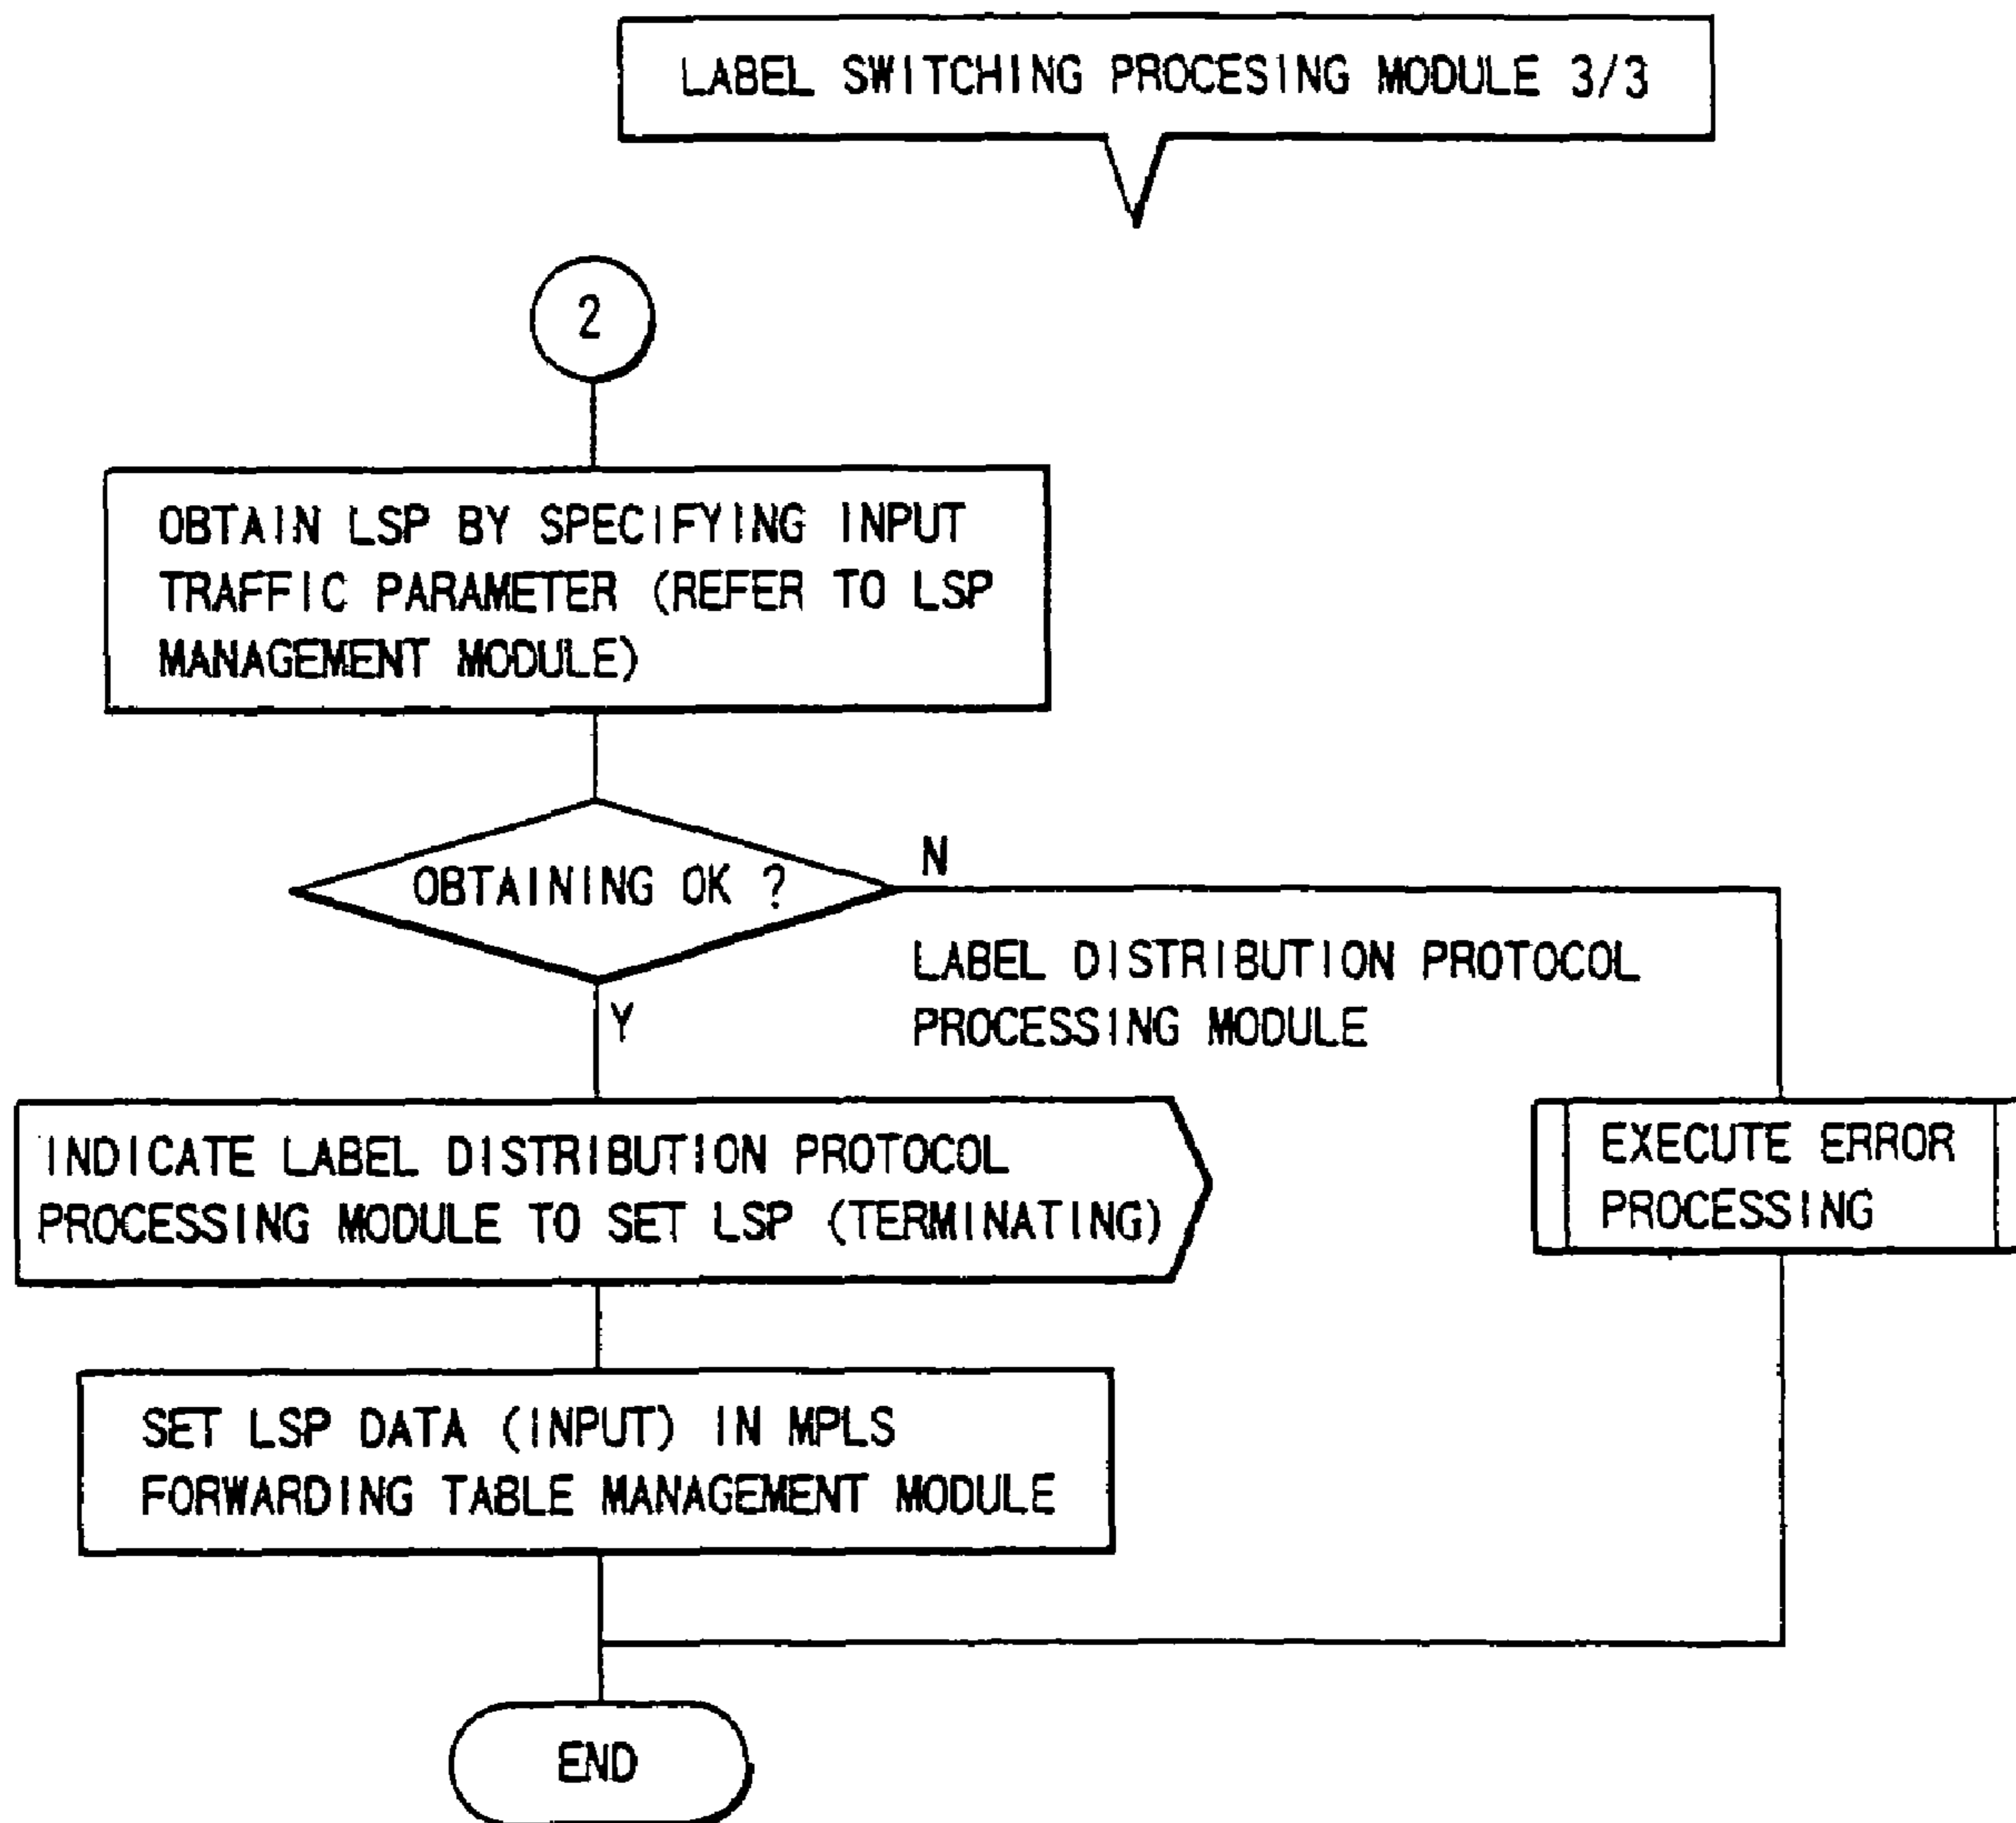 LABEL SWITCHING PROCESING MODULE 3/3
2
OBTAIN LSP BY SPECIFYING INPUT
TRAFFIC PARAMETER (REFER TO LSP
MANAGEMENT MODULE)
OBTAINING OK ?
N
Y
LABEL DISTRIBUTION PROTOCOL
PROCESSING MODULE
INDICATE LABEL DISTRIBUTION PROTOCOL
PROCESSING MODULE TO SET LSP (TERMINATING)
EXECUTE ERROR
PROCESSING
SET LSP DATA (INPUT) IN MPLS
FORWARDING TABLE MANAGEMENT MODULE
END